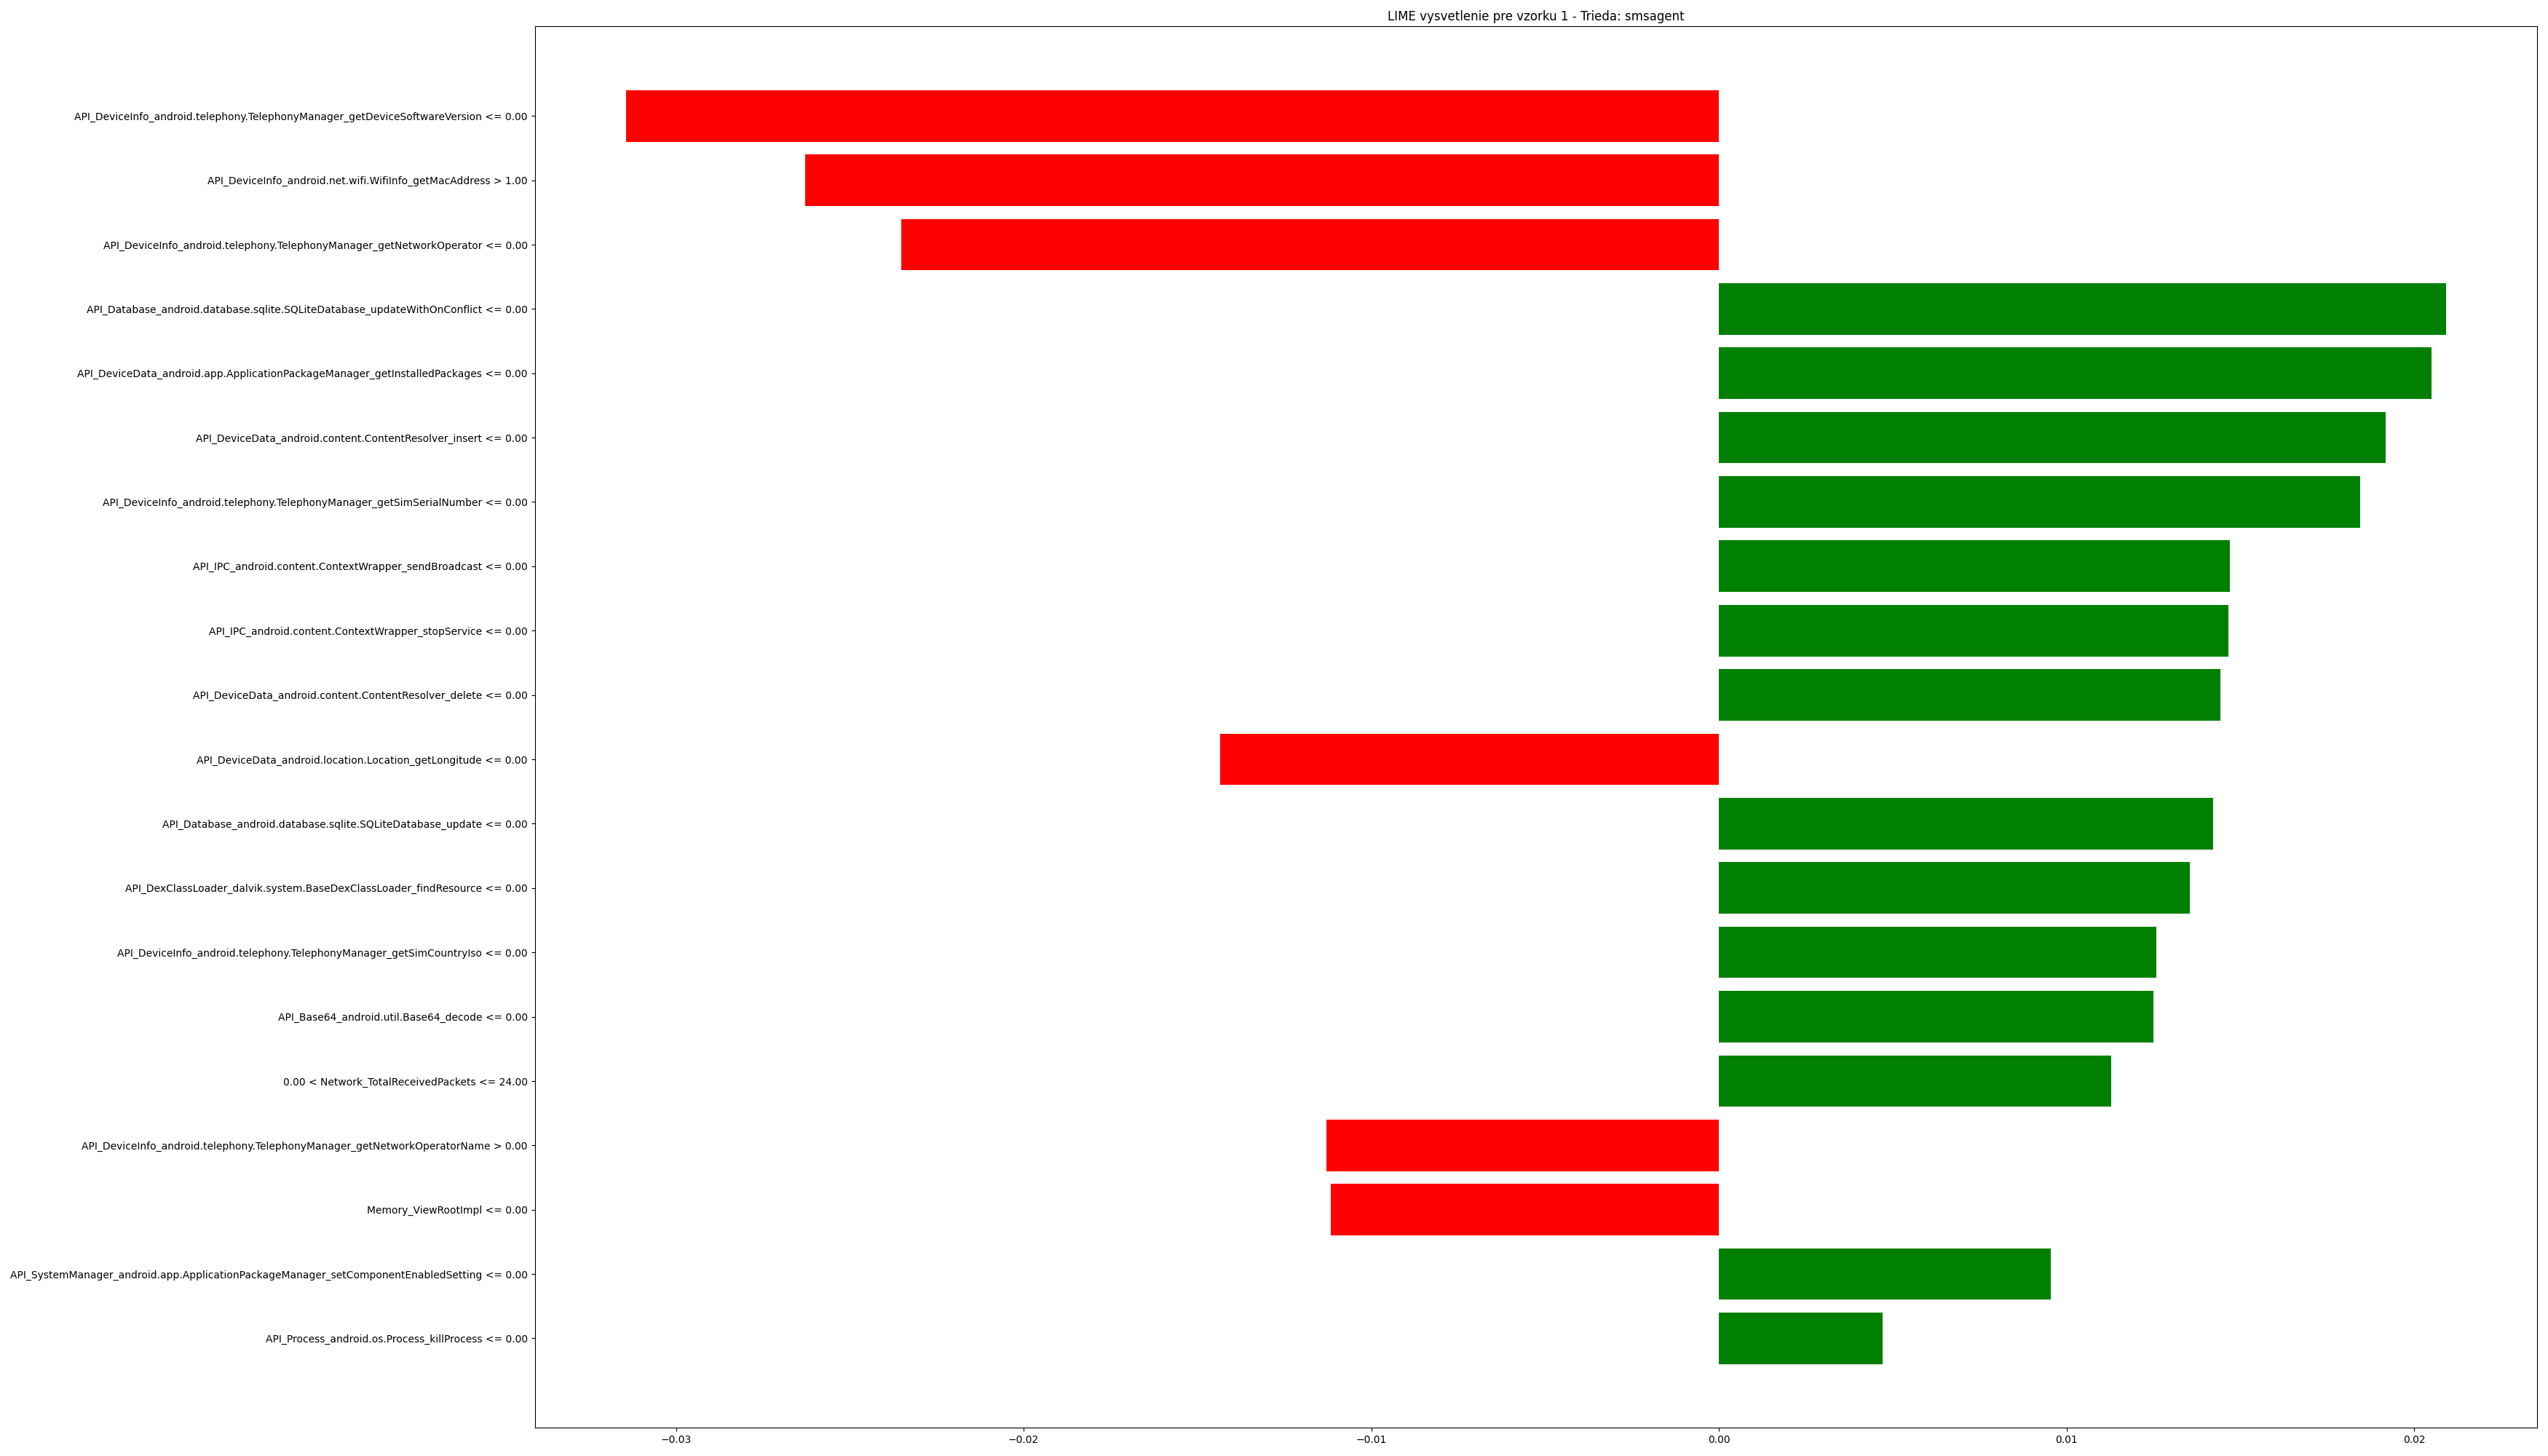 LIME vysvetlenie pre vzorku 1 - Trieda: smsagent
API_DeviceInfo_android.telephony.TelephonyManager_getDeviceSoftwareVersion <= 0.00
API_DeviceInfo_android.net.wifi.WifiInfo_getMacAddress > 1.00
API_DeviceInfo_android.telephony.TelephonyManager_getNetworkOperator <= 0.00
API_Database_android.database.sqlite.SQLiteDatabase_updateWithOnConflict <= 0.00
API_DeviceData_android.app.ApplicationPackageManager_getInstalledPackages <= 0.00
API_DeviceData_android.content.ContentResolver_insert <= 0.00
API_DeviceInfo_android.telephony.TelephonyManager_getSimSerialNumber <= 0.00
API_IPC_android.content.ContextWrapper_sendBroadcast <= 0.00
API_IPC_android.content.ContextWrapper_stopService <= 0.00
API_DeviceData_android.content.ContentResolver_delete <= 0.00
API_DeviceData_android.location.Location_getLongitude <= 0.00
API_Database_android.database.sqlite.SQLiteDatabase_update <= 0.00
API_DexClassLoader_dalvik.system.BaseDexClassLoader_findResource <= 0.00
API_DeviceInfo_android.telephony.TelephonyManager_getSimCountryIso <= 0.00
API_Base64_android.util.Base64_decode <= 0.00
0.00 < Network_TotalReceivedPackets <= 24.00
API_DeviceInfo_android.telephony.TelephonyManager_getNetworkOperatorName > 0.00
Memory_ViewRootImpl <= 0.00
API_SystemManager_android.app.ApplicationPackageManager_setComponentEnabledSetting <= 0.00
API_Process_android.os.Process_killProcess <= 0.00
−0.03 −0.02 −0.01 0.00 0.01 0.02